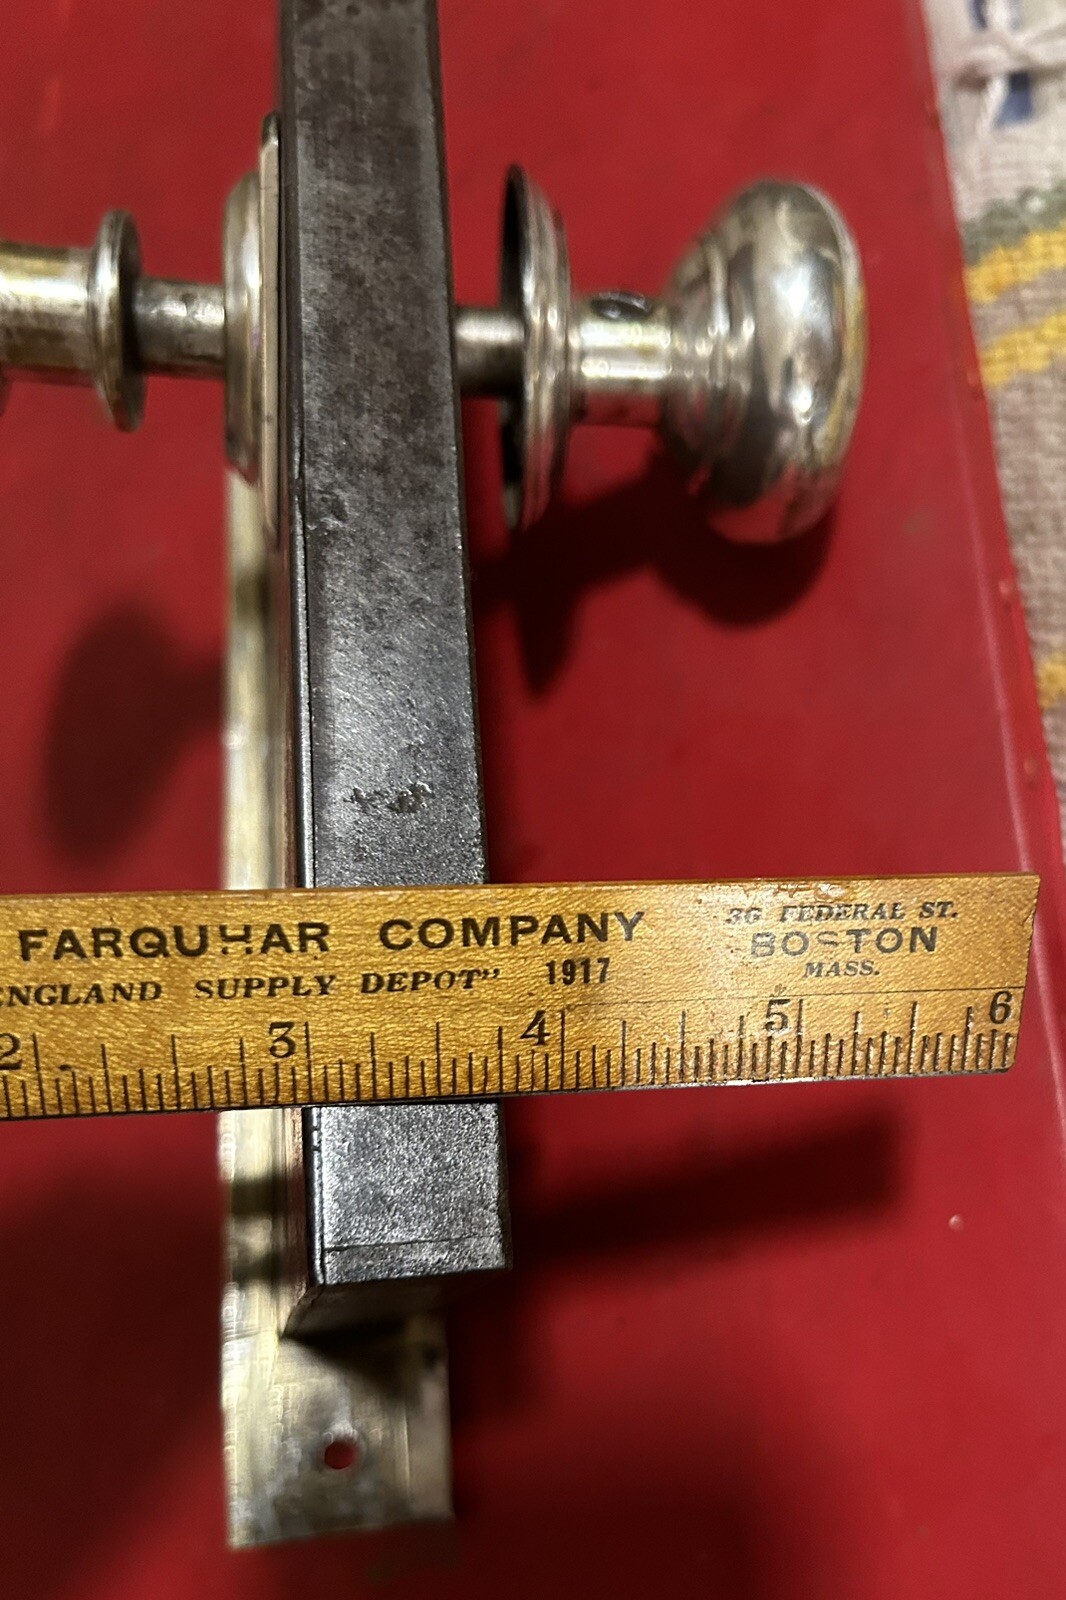 FARQUHAR COMPANY
36 FEDERAL ST.
BOSTON
MASS.
ENGLAND SUPPLY DEPOT" 1917
2 3 4 5 6